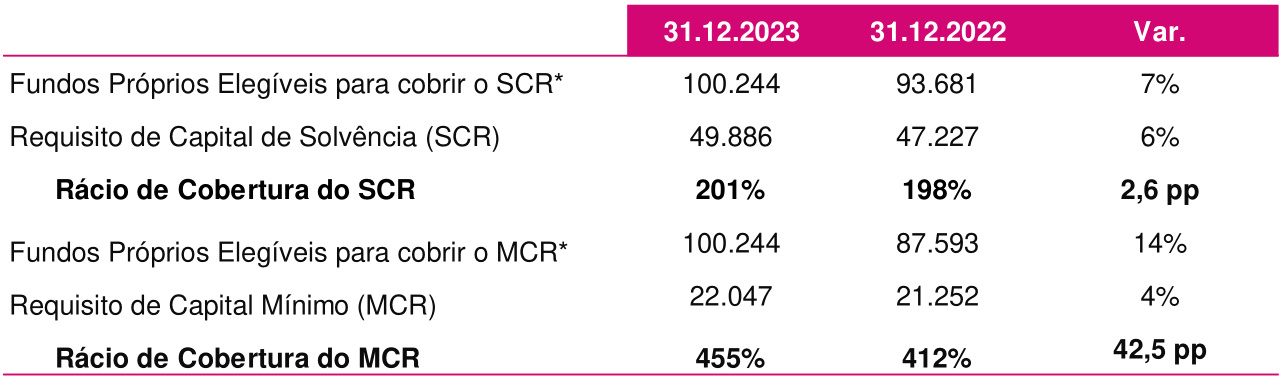 31.12.2023 31.12.2022 Var.
Fundos Próprios Elegíveis para cobrir o SCR* 100.244 93.681 7%
Requisito de Capital de Solvência (SCR) 49.886 47.227 6%
Rácio de Cobertura do SCR 201% 198% 2,6 pp
Fundos Próprios Elegíveis para cobrir o MCR* 100.244 87.593 14%
Requisito de Capital Mínimo (MCR) 22.047 21.252 4%
Rácio de Cobertura do MCR 455% 412% 42,5 pp